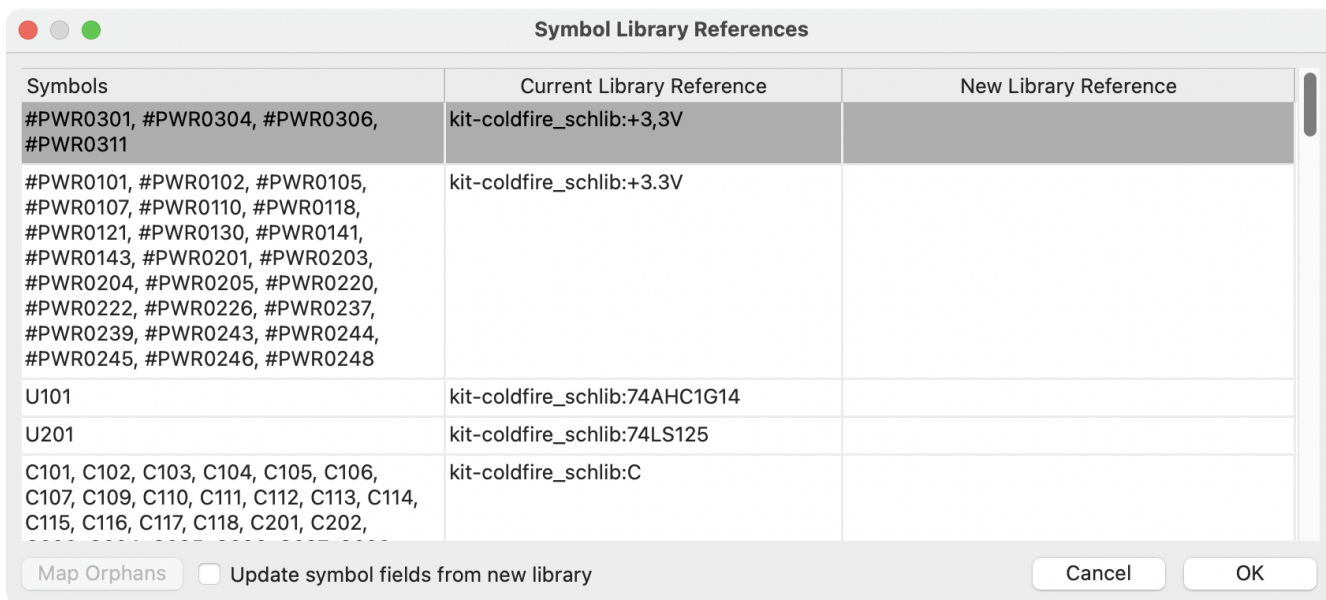 Symbol Library References
Symbols Current Library Reference New Library Reference
#PWR0301, #PWR0304, #PWR0306, kit-coldfire_schlib:+3,3V
#PWR0311
#PWR0101, #PWR0102, #PWR0105, kit-coldfire_schlib:+3.3V
#PWR0107, #PWR0110, #PWR0118,
#PWR0121, #PWR0130, #PWR0141,
#PWR0143, #PWR0201, #PWR0203,
#PWR0204, #PWR0205, #PWR0220,
#PWR0222, #PWR0226, #PWR0237,
#PWR0239, #PWR0243, #PWR0244,
#PWR0245, #PWR0246, #PWR0248
U101 kit-coldfire_schlib:74AHC1G14
U201 kit-coldfire_schlib:74LS125
C101, C102, C103, C104, C105, C106, kit-coldfire_schlib:C
C107, C109, C110, C111, C112, C113, C114,
C115, C116, C117, C118, C201, C202,
Map Orphans Update symbol fields from new library Cancel OK